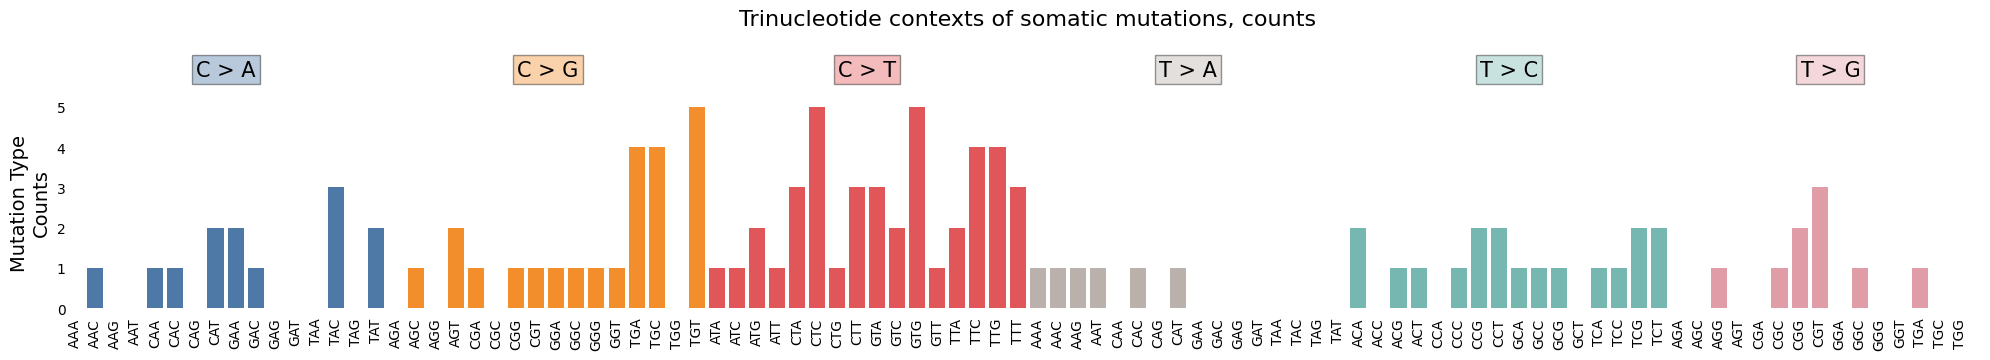 Trinucleotide contexts of somatic mutations, counts
C > A
C > G
C > T
T > A
T > C
T > G
Mutation Type
Counts
5
4
3
2
1
0
AAA
AAC
AAG
AAT
CAA
CAC
CAG
CAT
GAA
GAC
GAG
GAT
TAA
TAC
TAG
TAT
AGA
AGC
AGG
AGT
CGA
CGC
CGG
CGT
GGA
GGC
GGG
GGT
TGA
TGC
TGG
TGT
ATA
ATC
ATG
ATT
CTA
CTC
CTG
CTT
GTA
GTC
GTG
GTT
TTA
TTC
TTG
TTT
AAA
AAC
AAG
AAT
CAA
CAC
CAG
CAT
GAA
GAC
GAG
GAT
TAA
TAC
TAG
TAT
ACA
ACC
ACG
ACT
CCA
CCC
CCG
CCT
GCA
GCC
GCG
GCT
TCA
TCC
TCG
TCT
AGA
AGC
AGG
AGT
CGA
CGC
CGG
CGT
GGA
GGC
GGG
GGT
TGA
TGC
TGG